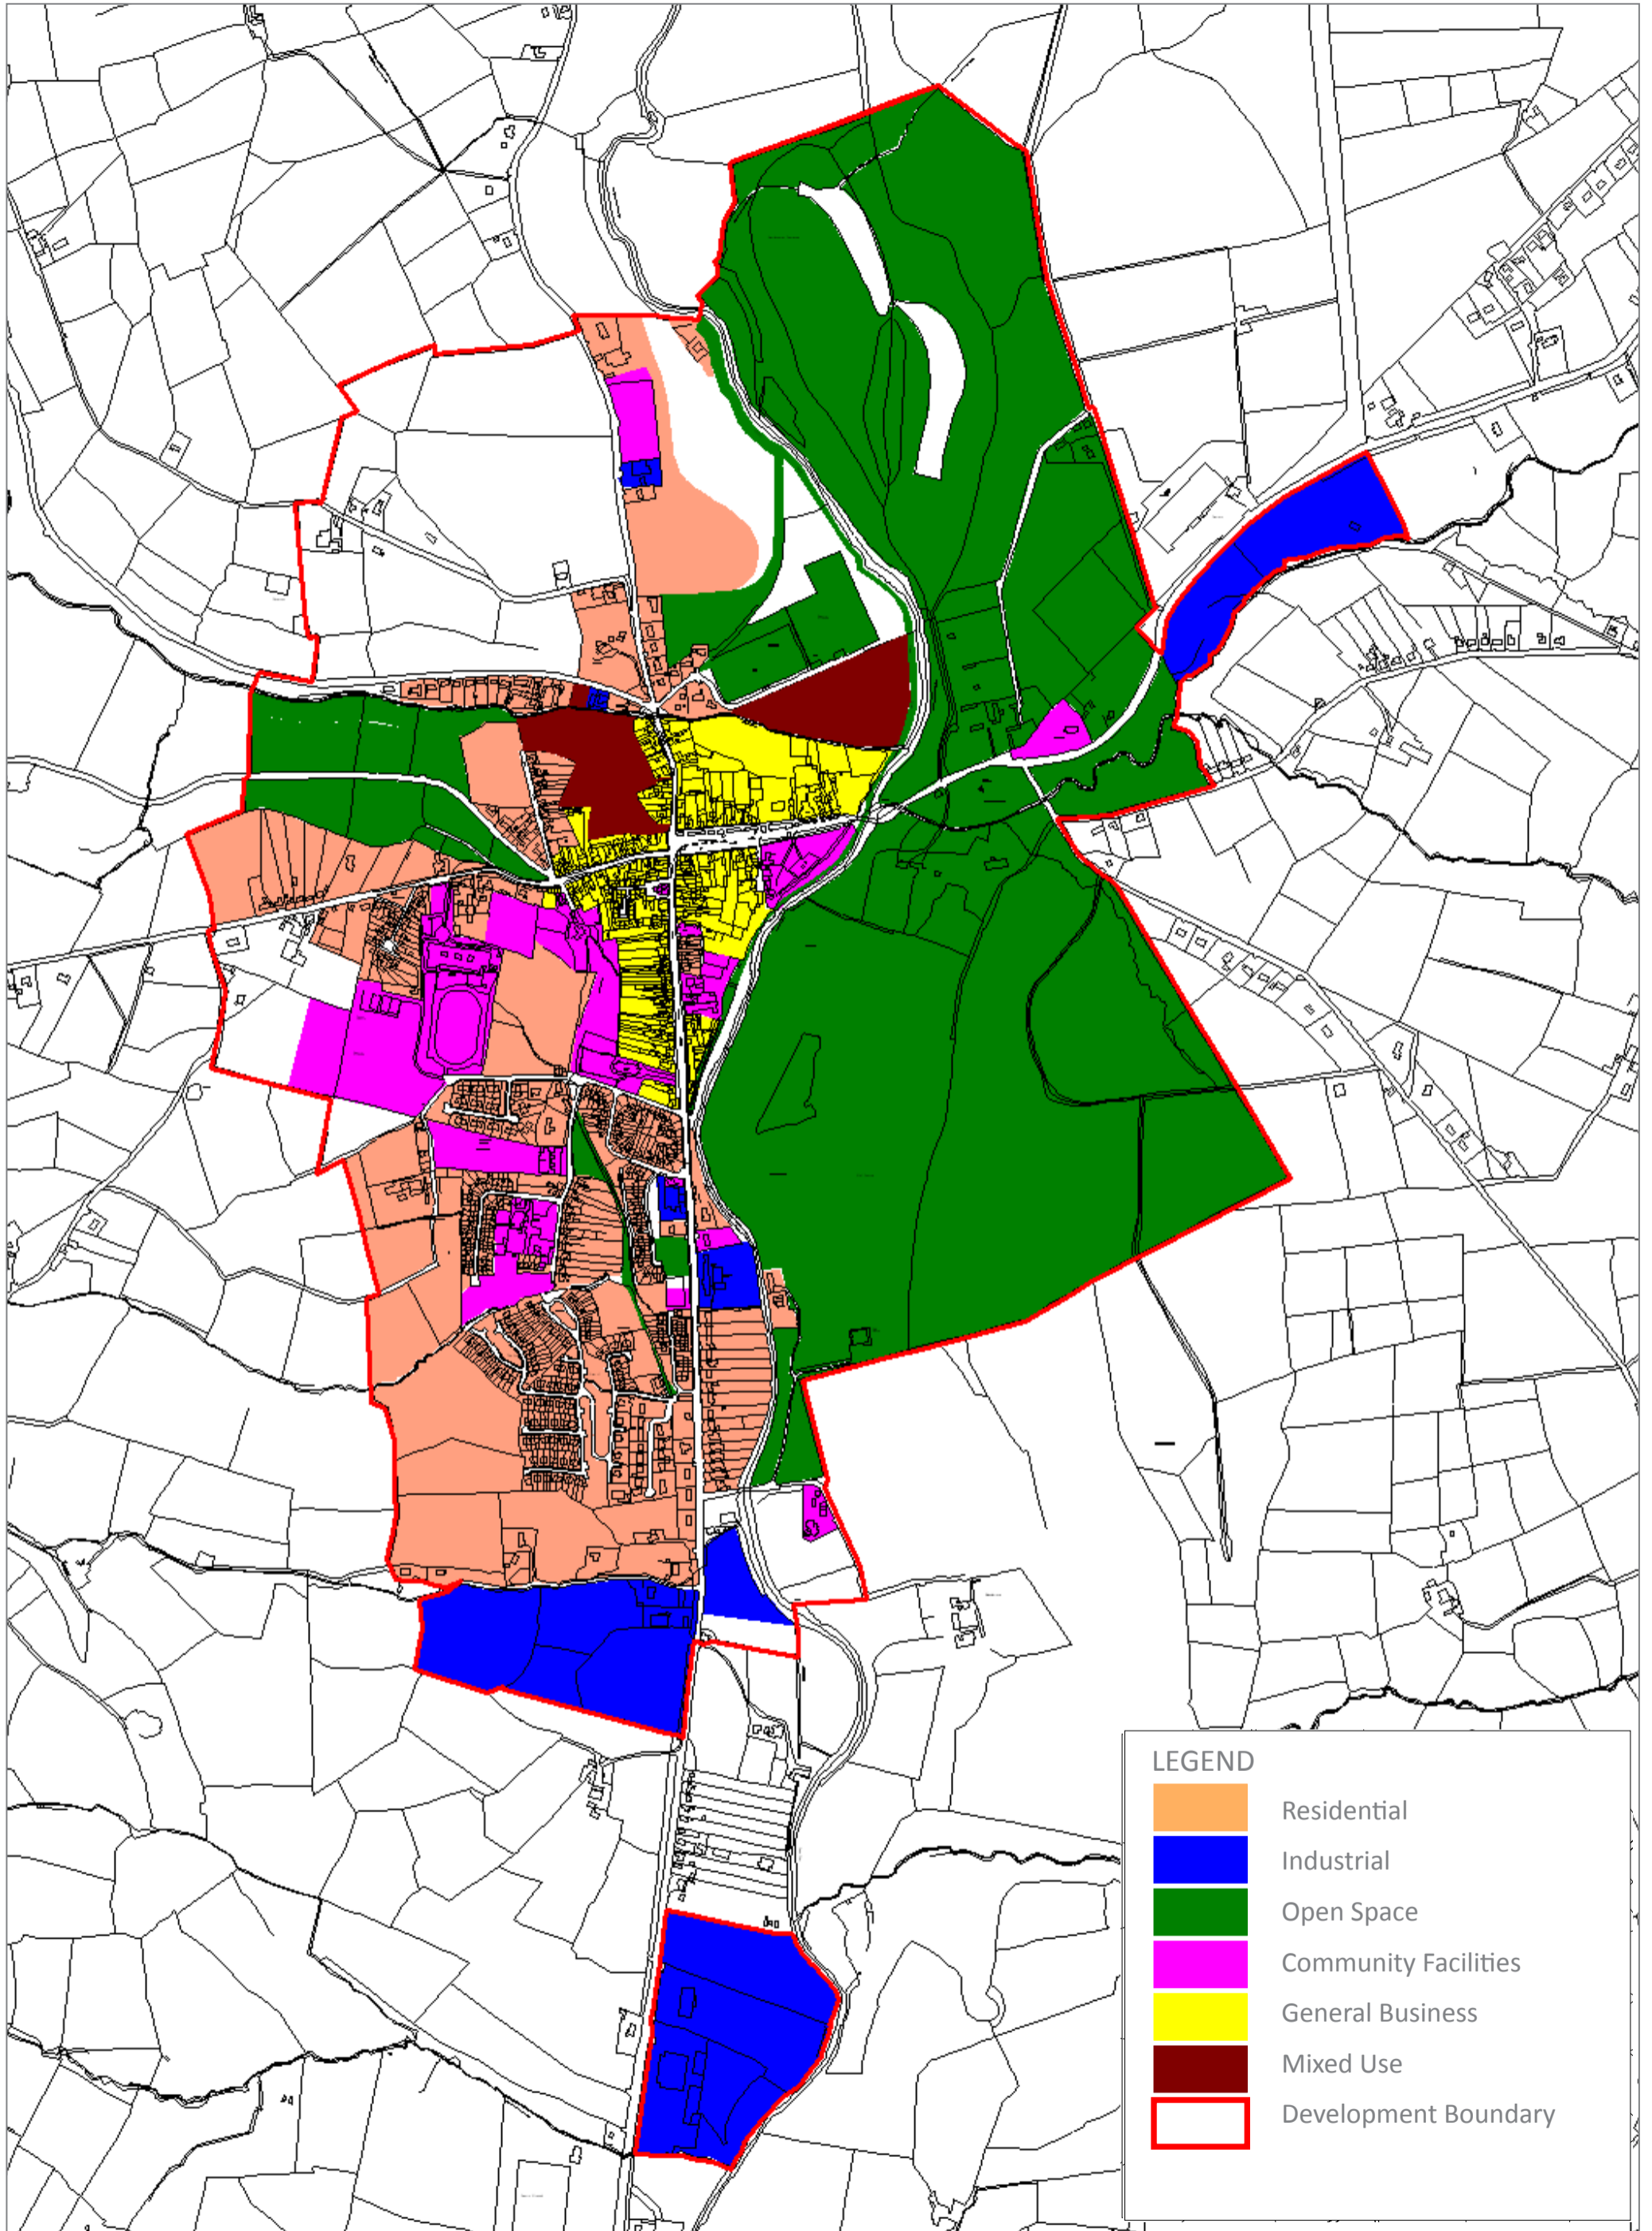 LEGEND
Residential
Industrial
Open Space
Community Facilities
General Business
Mixed Use
Development Boundary